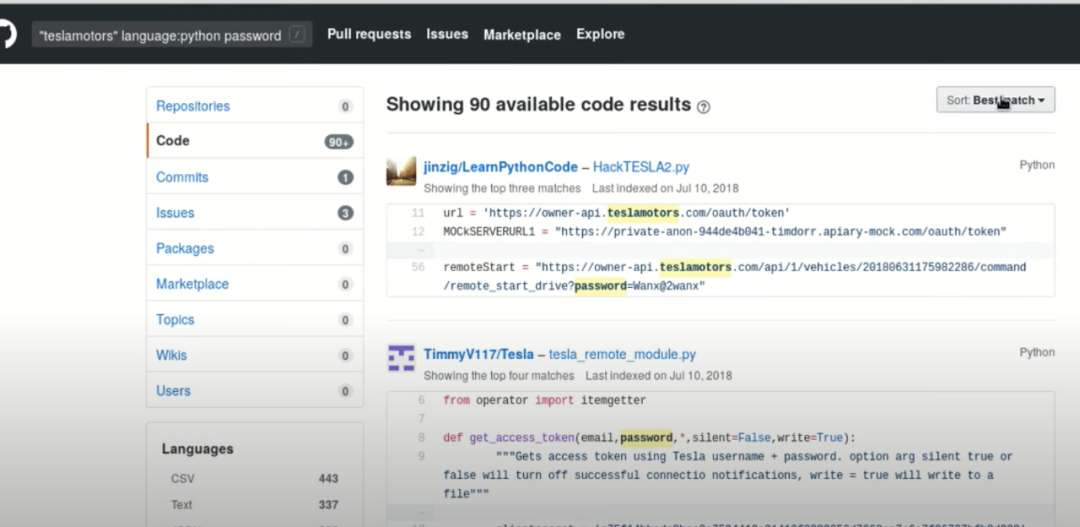 "teslamotors" language:python password /
Pull requests Issues Marketplace Explore
Repositories 0
Code 90+
Commits 1
Issues 3
Packages 0
Marketplace 0
Topics 0
Wikis 0
Users 0
Languages
CSV 443
Text 337
Showing 90 available code results ?
Sort: Best match
jinzig/LearnPythonCode – HackTESLA2.py
Python
Showing the top three matches Last indexed on Jul 10, 2018
11 url = 'https://owner-api.teslamotors.com/oauth/token'
12 MOCkSERVERURL1 = "https://private-anon-944de4b041-timdorr.apiary-mock.com/oauth/token"
56 remoteStart = "https://owner-api.teslamotors.com/api/1/vehicles/20180631175982286/command
/remote_start_drive?password=Wanx@2wanx"
TimmyV117/Tesla – tesla_remote_module.py
Python
Showing the top four matches Last indexed on Jul 10, 2018
6 from operator import itemgetter
7
8 def get_access_token(email,password,*,silent=False,write=True):
9 """Gets access token using Tesla username + password. option arg silent true or
false will turn off successful connectio notifications, write = true will write to a
file"""